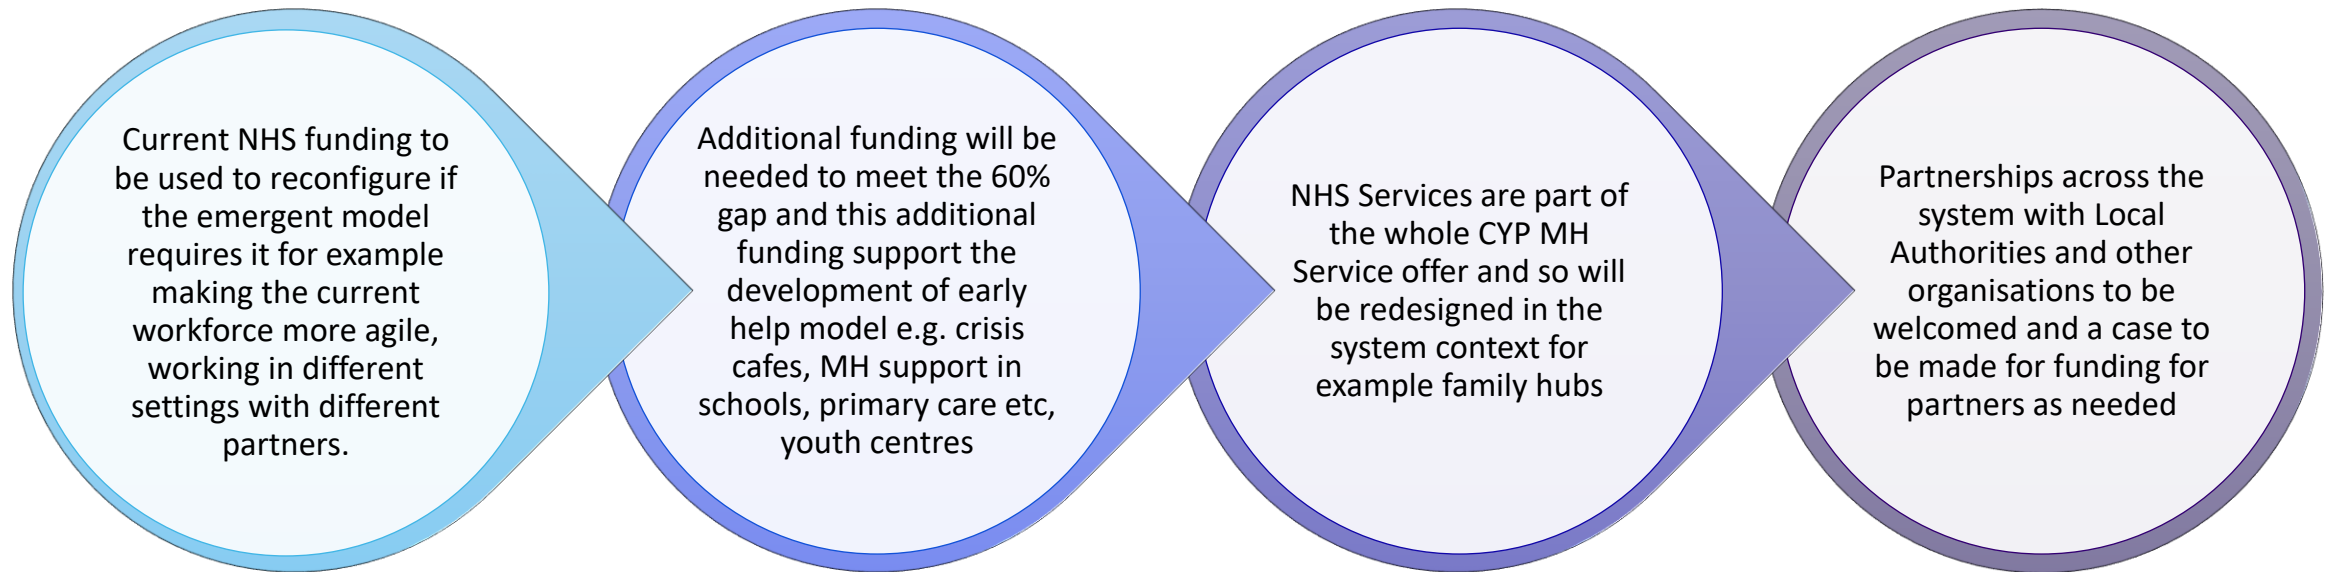 Current NHS funding to
be used to reconfigure if
the emergent model
requires it for example
making the current
workforce more agile,
working in different
settings with different
partners.
Additional funding will be
needed to meet the 60%
gap and this additional
funding support the
development of early
help model e.g. crisis
cafes, MH support in
schools, primary care etc,
youth centres
NHS Services are part of
the whole CYP MH
Service offer and so will
be redesigned in the
system context for
example family hubs
Partnerships across the
system with Local
Authorities and other
organisations to be
welcomed and a case to
be made for funding for
partners as needed